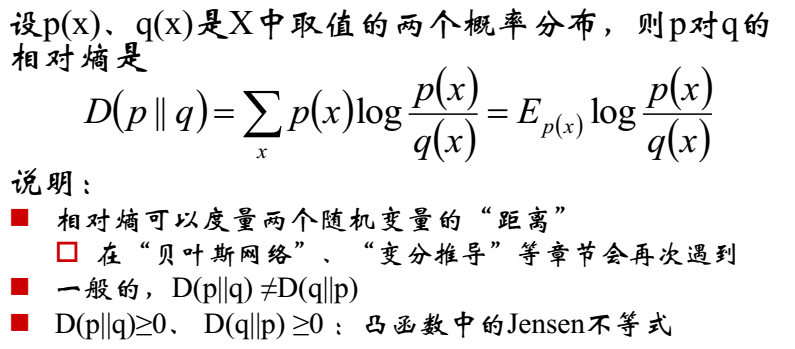 设p(x)、q(x)是X中取值的两个概率分布，则p对q的
相对熵是
D(p || q) = ∑_x p(x) log p(x)/q(x) = E_{p(x)} log p(x)/q(x)
说明：
相对熵可以度量两个随机变量的“距离”
在“贝叶斯网络”、“变分推导”等章节会再次遇到
一般的，D(p||q) ≠D(q||p)
D(p||q)≥0、 D(q||p) ≥0 ：凸函数中的Jensen不等式